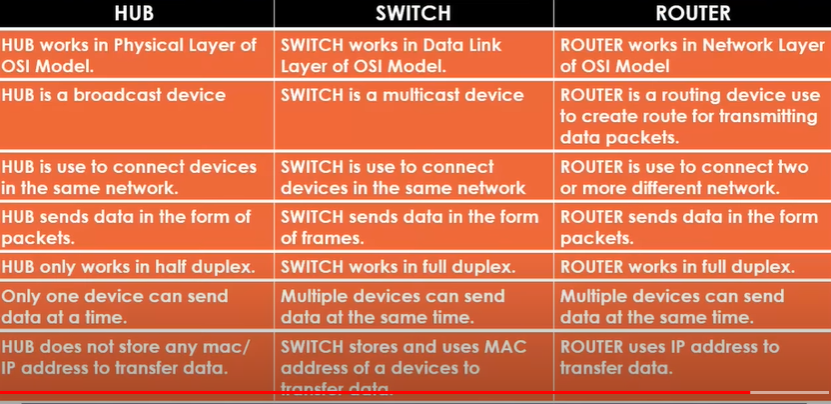 HUB
SWITCH
ROUTER
HUB works in Physical Layer of
OSI Model.
SWITCH works in Data Link
Layer of OSI Model.
ROUTER works in Network Layer
of OSI Model
HUB is a broadcast device
SWITCH is a multicast device
ROUTER is a routing device use
to create route for transmitting
data packets.
HUB is use to connect devices
in the same network.
SWITCH is use to connect
devices in the same network
ROUTER is use to connect two
or more different network.
HUB sends data in the form of
packets.
SWITCH sends data in the form
of frames.
ROUTER sends data in the form
packets.
HUB only works in half duplex.
SWITCH works in full duplex.
ROUTER works in full duplex.
Only one device can send
data at a time.
Multiple devices can send
data at the same time.
Multiple devices can send
data at the same time.
HUB does not store any mac/
IP address to transfer data.
SWITCH stores and uses MAC
address of a devices to
transfer data.
ROUTER uses IP address to
transfer data.